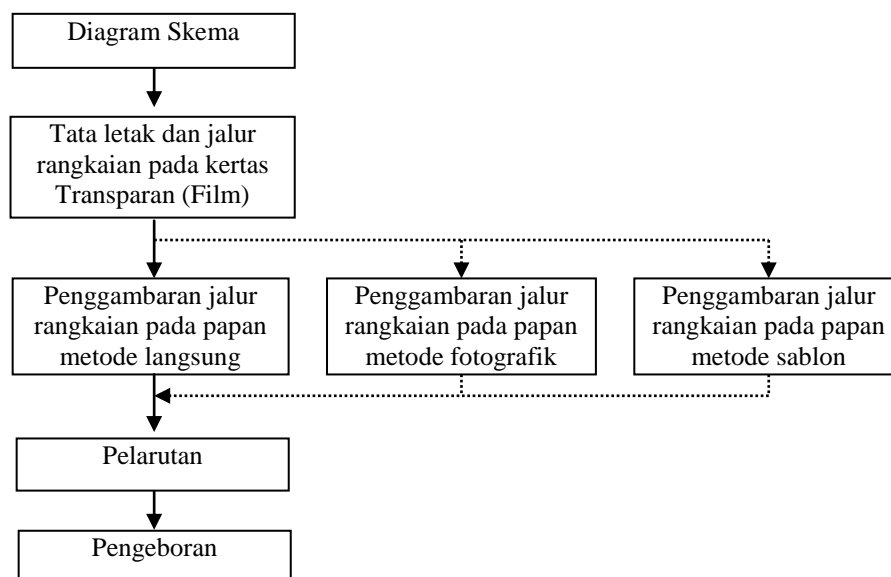 Diagram Skema
Tata letak dan jalur
rangkaian pada kertas
Transparan (Film)
Penggambaran jalur
rangkaian pada papan
metode langsung
Penggambaran jalur
rangkaian pada papan
metode fotografik
Penggambaran jalur
rangkaian pada papan
metode sablon
Pelarutan
Pengeboran